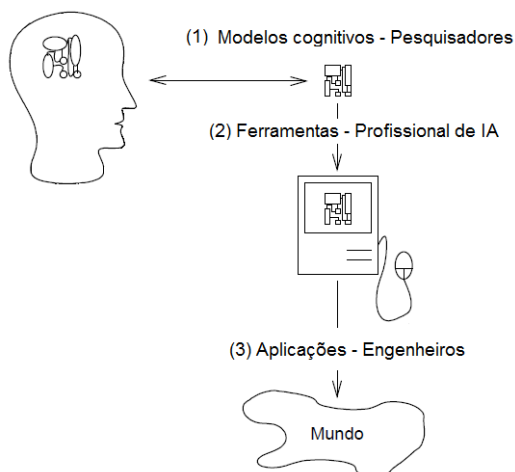 (1) Modelos cognitivos - Pesquisadores
(2) Ferramentas - Profissional de IA
(3) Aplicações - Engenheiros
Mundo